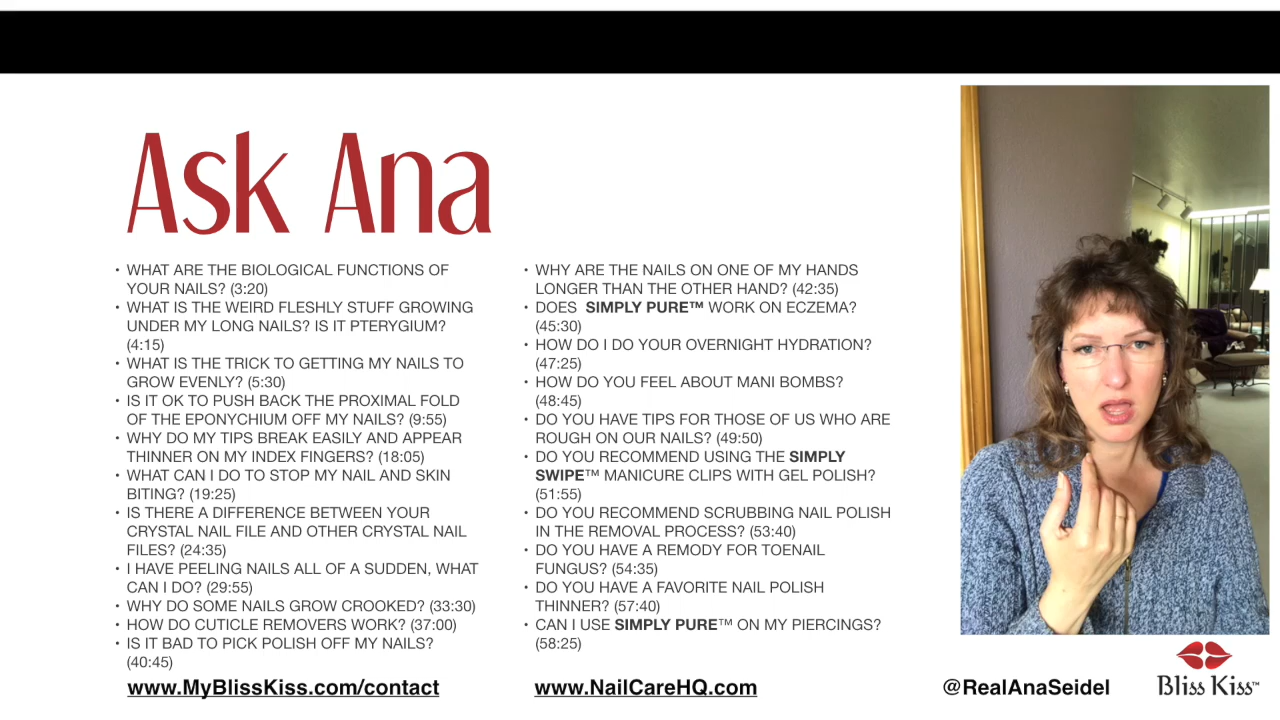 Ask Ana
• WHAT ARE THE BIOLOGICAL FUNCTIONS OF
YOUR NAILS? (3:20)
• WHAT IS THE WEIRD FLESHLY STUFF GROWING
UNDER MY LONG NAILS? IS IT PTERYGIUM?
(4:15)
• WHAT IS THE TRICK TO GETTING MY NAILS TO
GROW EVENLY? (5:30)
• IS IT OK TO PUSH BACK THE PROXIMAL FOLD
OF THE EPONYCHIUM OFF MY NAILS? (9:55)
• WHY DO MY TIPS BREAK EASILY AND APPEAR
THINNER ON MY INDEX FINGERS? (18:05)
• WHAT CAN I DO TO STOP MY NAIL AND SKIN
BITING? (19:25)
• IS THERE A DIFFERENCE BETWEEN YOUR
CRYSTAL NAIL FILE AND OTHER CRYSTAL NAIL
FILES? (24:35)
• I HAVE PEELING NAILS ALL OF A SUDDEN, WHAT
CAN I DO? (29:55)
• WHY DO SOME NAILS GROW CROOKED? (33:30)
• HOW DO CUTICLE REMOVERS WORK? (37:00)
• IS IT BAD TO PICK POLISH OFF MY NAILS?
(40:45)
• WHY ARE THE NAILS ON ONE OF MY HANDS
LONGER THAN THE OTHER HAND? (42:35)
• DOES SIMPLY PURE™ WORK ON ECZEMA?
(45:30)
• HOW DO I DO YOUR OVERNIGHT HYDRATION?
(47:25)
• HOW DO YOU FEEL ABOUT MANI BOMBS?
(48:45)
• DO YOU HAVE TIPS FOR THOSE OF US WHO ARE
ROUGH ON OUR NAILS? (49:50)
• DO YOU RECOMMEND USING THE SIMPLY
SWIPE™ MANICURE CLIPS WITH GEL POLISH?
(51:55)
• DO YOU RECOMMEND SCRUBBING NAIL POLISH
IN THE REMOVAL PROCESS? (53:40)
• DO YOU HAVE A REMODY FOR TOENAIL
FUNGUS? (54:35)
• DO YOU HAVE A FAVORITE NAIL POLISH
THINNER? (57:40)
• CAN I USE SIMPLY PURE™ ON MY PIERCINGS?
(58:25)
www.MyBlissKiss.com/contact
www.NailCareHQ.com
@RealAnaSeidel
Bliss Kiss™